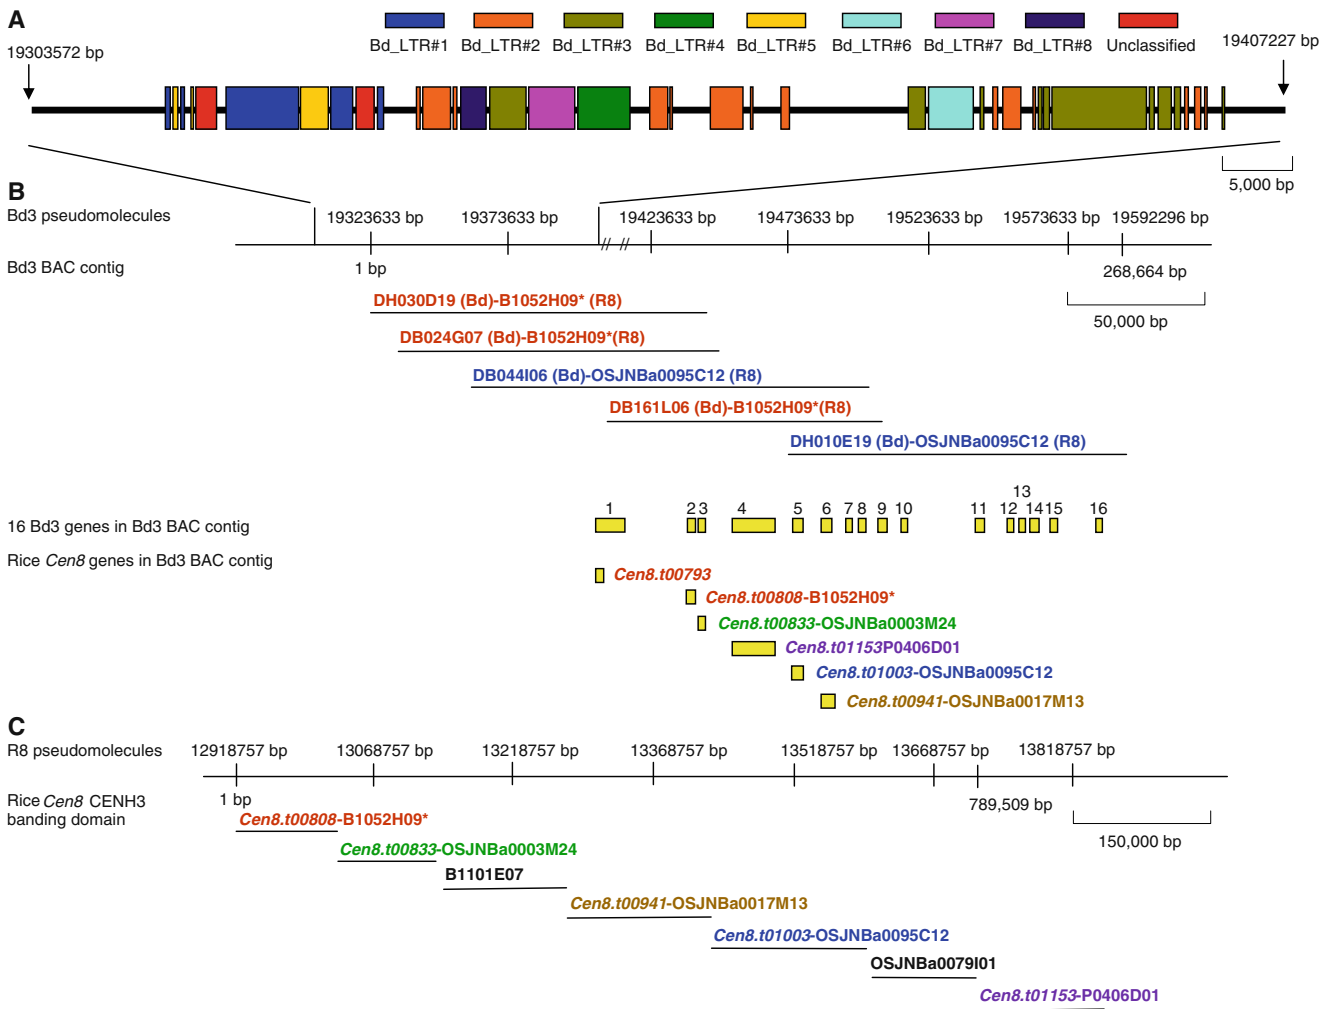 A
Bd_LTR#1 Bd_LTR#2 Bd_LTR#3 Bd_LTR#4 Bd_LTR#5 Bd_LTR#6 Bd_LTR#7 Bd_LTR#8 Unclassified
19303572 bp
19407227 bp
5,000 bp
B
Bd3 pseudomolecules
19323633 bp 19373633 bp 19423633 bp 19473633 bp 19523633 bp 19573633 bp 19592296 bp
Bd3 BAC contig
1 bp
268,664 bp
50,000 bp
DH030D19 (Bd)-B1052H09* (R8)
DB024G07 (Bd)-B1052H09*(R8)
DB044I06 (Bd)-OSJNBa0095C12 (R8)
DB161L06 (Bd)-B1052H09*(R8)
DH010E19 (Bd)-OSJNBa0095C12 (R8)
16 Bd3 genes in Bd3 BAC contig
1 2 3 4 5 6 7 8 9 10 11 12 13 14 15 16
Rice Cen8 genes in Bd3 BAC contig
Cen8.t00793
Cen8.t00808-B1052H09*
Cen8.t00833-OSJNBa0003M24
Cen8.t01153P0406D01
Cen8.t01003-OSJNBa0095C12
Cen8.t00941-OSJNBa0017M13
C
R8 pseudomolecules
12918757 bp 13068757 bp 13218757 bp 13368757 bp 13518757 bp 13668757 bp 13818757 bp
Rice Cen8 CENH3
banding domain
1 bp
789,509 bp
150,000 bp
Cen8.t00808-B1052H09*
Cen8.t00833-OSJNBa0003M24
B1101E07
Cen8.t00941-OSJNBa0017M13
Cen8.t01003-OSJNBa0095C12
OSJNBa0079I01
Cen8.t01153-P0406D01